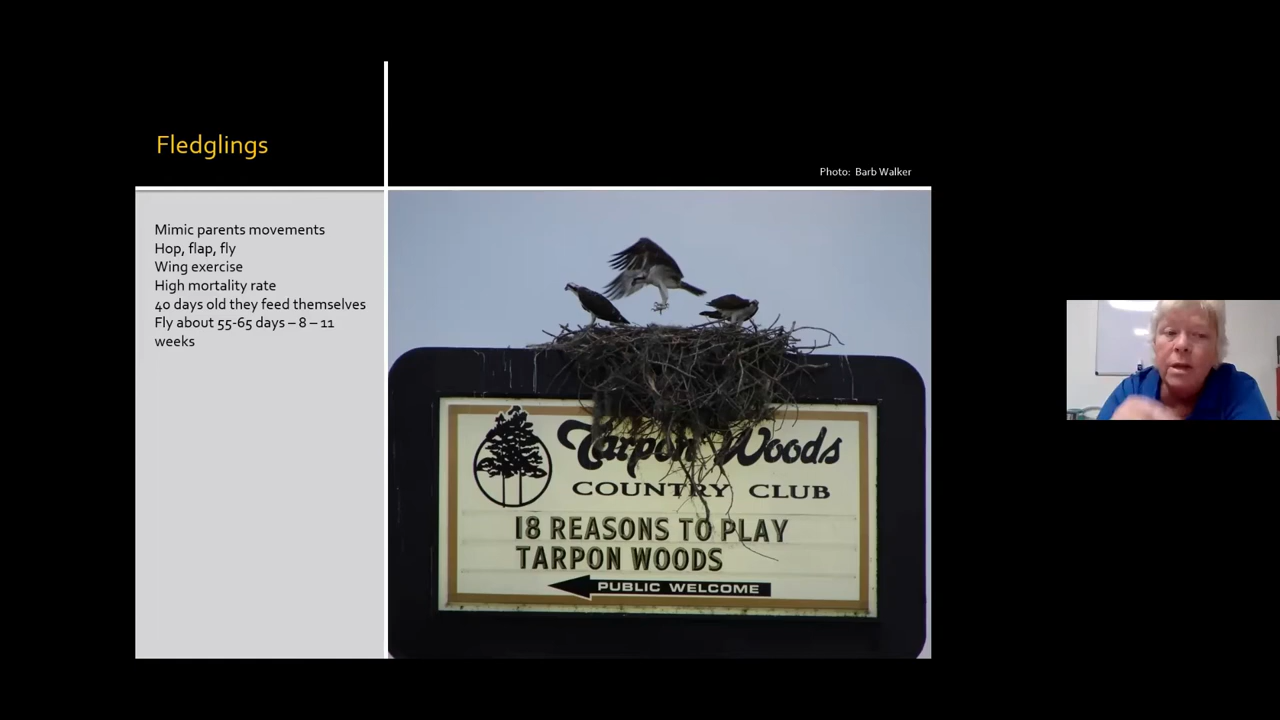 Fledglings
Photo: Barb Walker
Mimic parents movements
Hop, flap, fly
Wing exercise
High mortality rate
40 days old they feed themselves
Fly about 55-65 days – 8 – 11
weeks
Tarpon Woods
COUNTRY CLUB
18 REASONS TO PLAY
TARPON WOODS
PUBLIC WELCOME